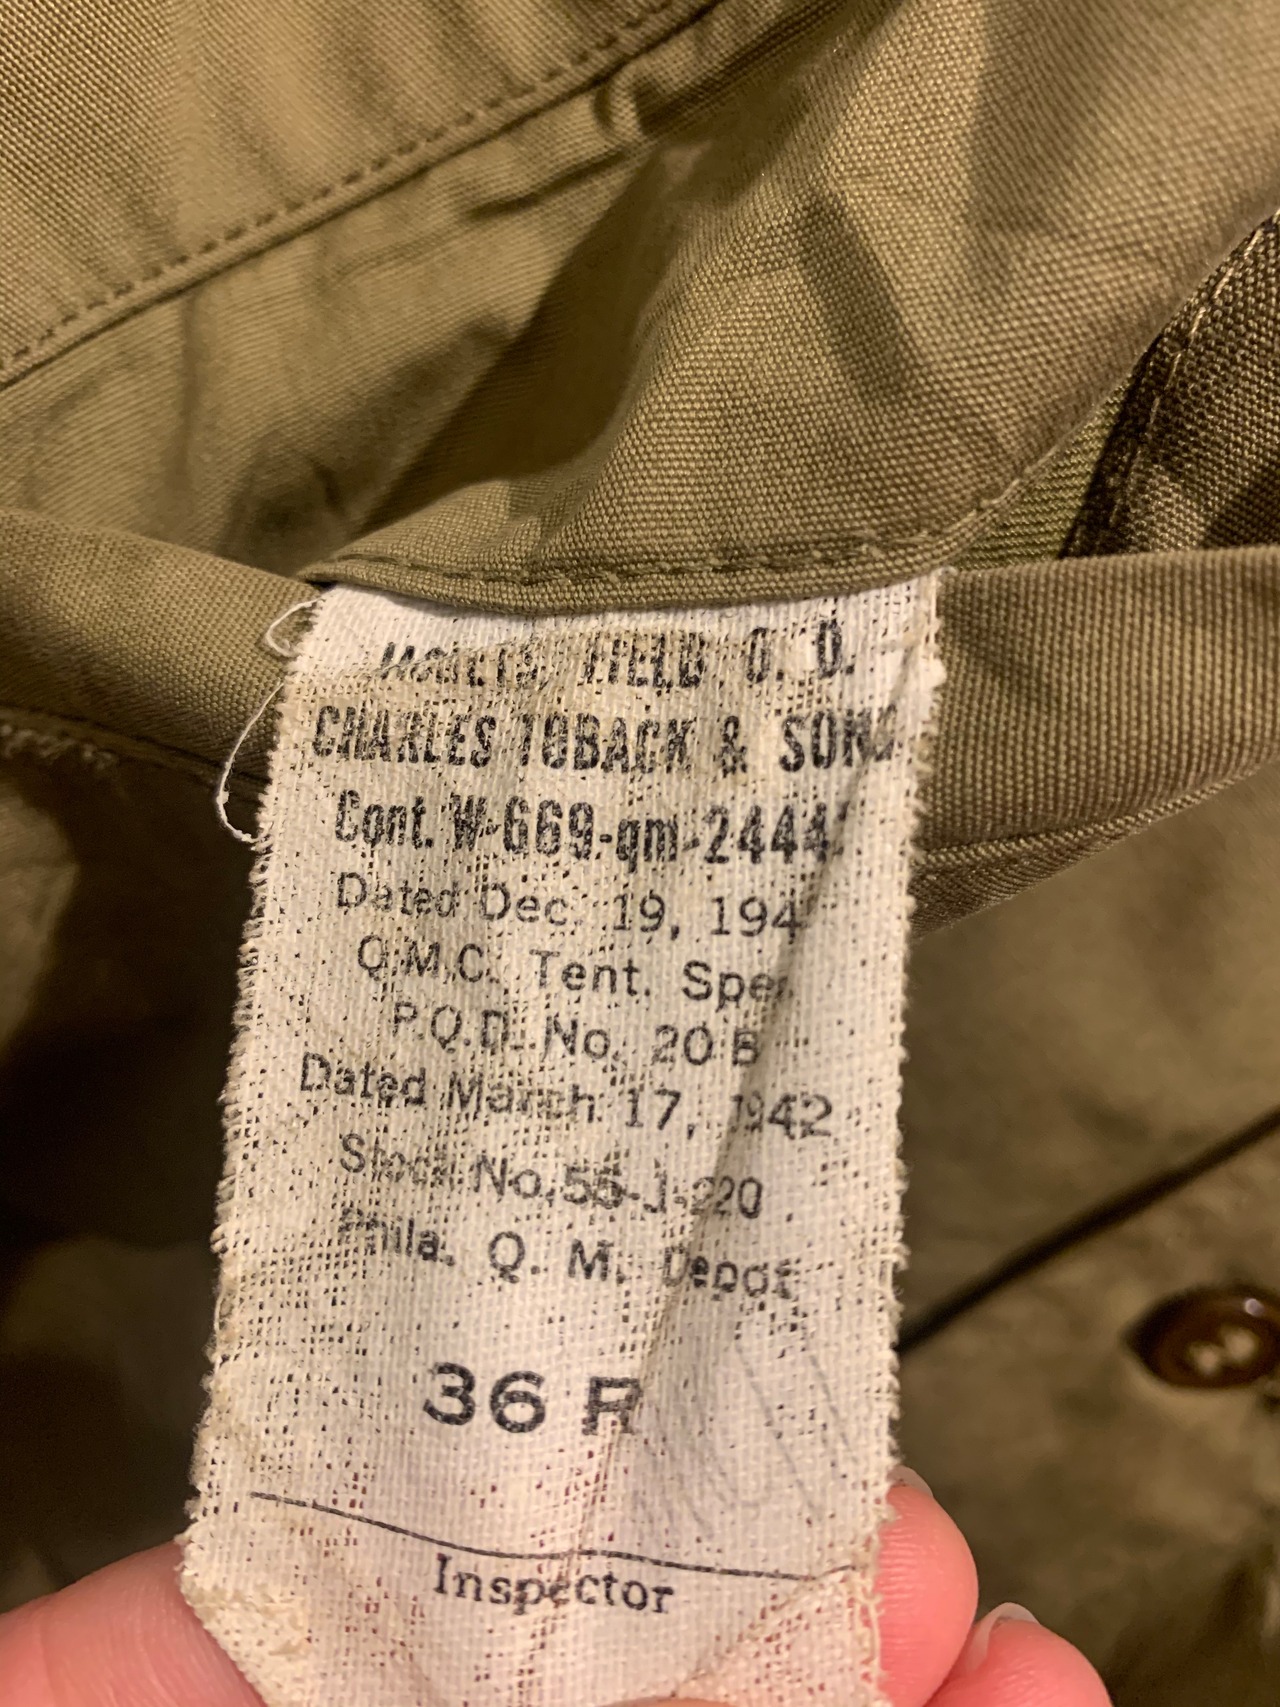 JACKETS, FIELD O. D.
CHARLES TOBACK & SONS
Cont. W-669-qm-2444
Dated Dec. 19, 194
Q.M.C. Tent. Spec
P.Q.D. No. 20 B
Dated March 17, 1942
Stock No. 55-J-220
Phila. Q. M. Depot
36 R
Inspector